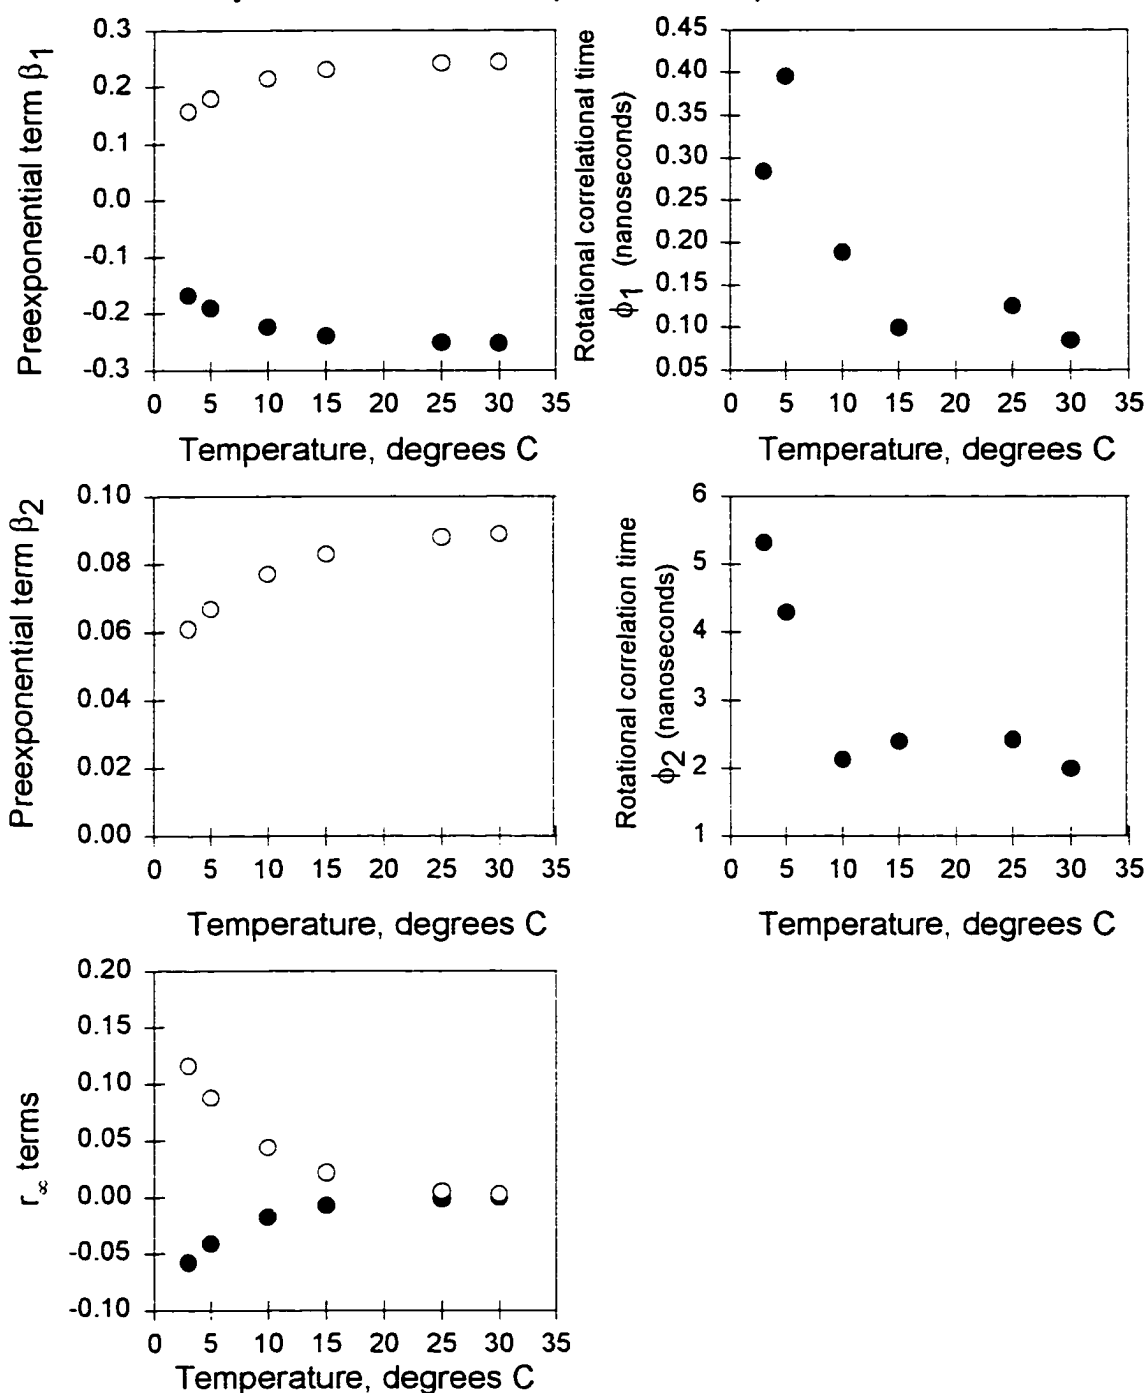 Preexponential term β1
0.3
0.2
0.1
0.0
-0.1
-0.2
-0.3
0 5 10 15 20 25 30 35
Temperature, degrees C
Rotational correlational time
ϕ1 (nanoseconds)
0.45
0.40
0.35
0.30
0.25
0.20
0.15
0.10
0.05
0 5 10 15 20 25 30 35
Temperature, degrees C
Preexponential term β2
0.10
0.08
0.06
0.04
0.02
0.00
0 5 10 15 20 25 30 35
Temperature, degrees C
Rotational correlation time
ϕ2 (nanoseconds)
6
5
4
3
2
1
0 5 10 15 20 25 30 35
Temperature, degrees C
r∞ terms
0.20
0.15
0.10
0.05
0.00
-0.05
-0.10
0 5 10 15 20 25 30 35
Temperature, degrees C